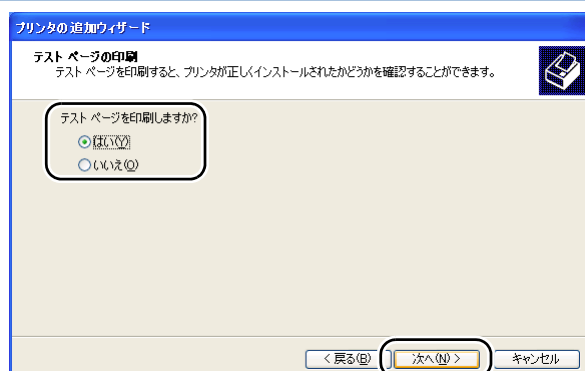 プリンタの追加ウィザード
テスト ページの印刷
テスト ページを印刷すると、プリンタが正しくインストールされたかどうかを確認することができます。
テスト ページを印刷しますか?
はい(Y)
いいえ(O)
< 戻る(B)
次へ(N) >
キャンセル